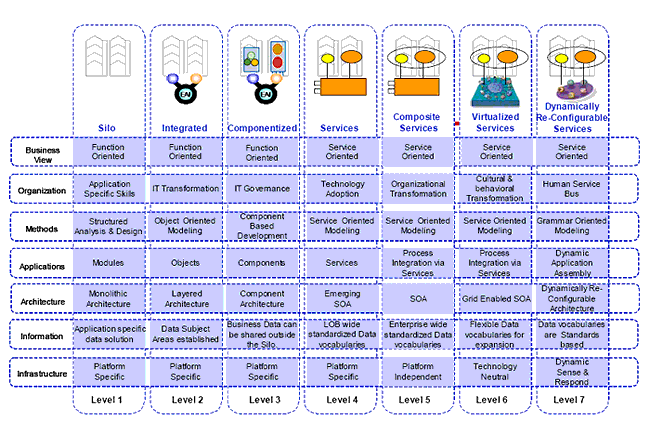 EAI
EAI
Silo
Integrated
Componentized
Services
Composite
Services
Virtualized
Services
Dynamically
Re-Configurable
Services
Business
View
Function
Oriented
Function
Oriented
Function
Oriented
Service
Oriented
Service
Oriented
Service
Oriented
Service
Oriented
Organization
Application
Specific Skills
IT Transformation
IT Governance
Technology
Adoption
Organizational
Transformation
Cultural &
behavioral
Transformation
Human Service
Bus
Methods
Structured
Analysis & Design
Object Oriented
Modeling
Component
Based
Development
Service Oriented
Modeling
Service Oriented
Modeling
Service Oriented
Modeling
Grammar Oriented
Modeling
Applications
Modules
Objects
Components
Services
Process
Integration via
Services
Process
Integration via
Services
Dynamic
Application
Assembly
Architecture
Monolithic
Architecture
Layered
Architecture
Component
Architecture
Emerging
SOA
SOA
Grid Enabled SOA
Dynamically Re-
Configurable
Architecture
Information
Application specific
data solution
Data Subject
Areas established
Business Data can
be shared outside
the Silo
LOB wide
standardized Data
vocabularies
Enterprise wide
standardized Data
vocabularies
Flexible Data
vocabularies for
expansion
Data vocabularies
are Standards
based
Infrastructure
Platform
Specific
Platform
Specific
Platform
Specific
Platform
Specific
Platform
Independent
Technology
Neutral
Dynamic
Sense &
Respond
Level 1
Level 2
Level 3
Level 4
Level 5
Level 6
Level 7